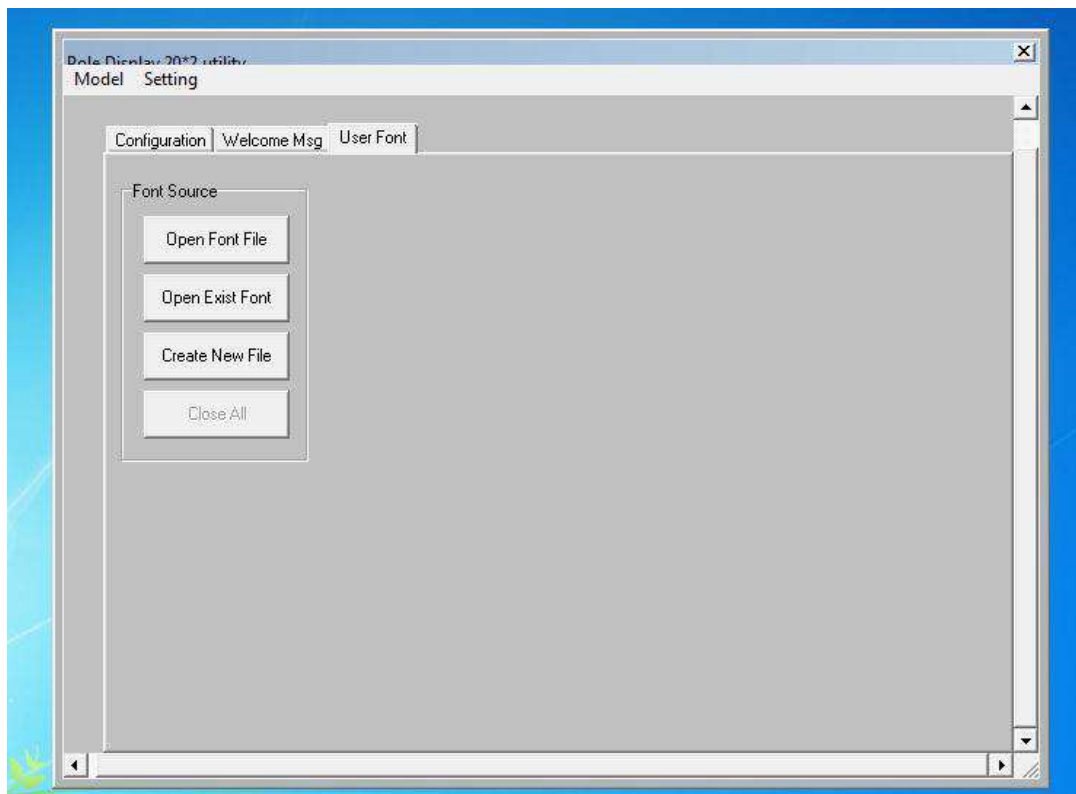 Pole Display 20*2 utility
Model Setting
Configuration Welcome Msg User Font
Font Source
Open Font File
Open Exist Font
Create New File
Close All